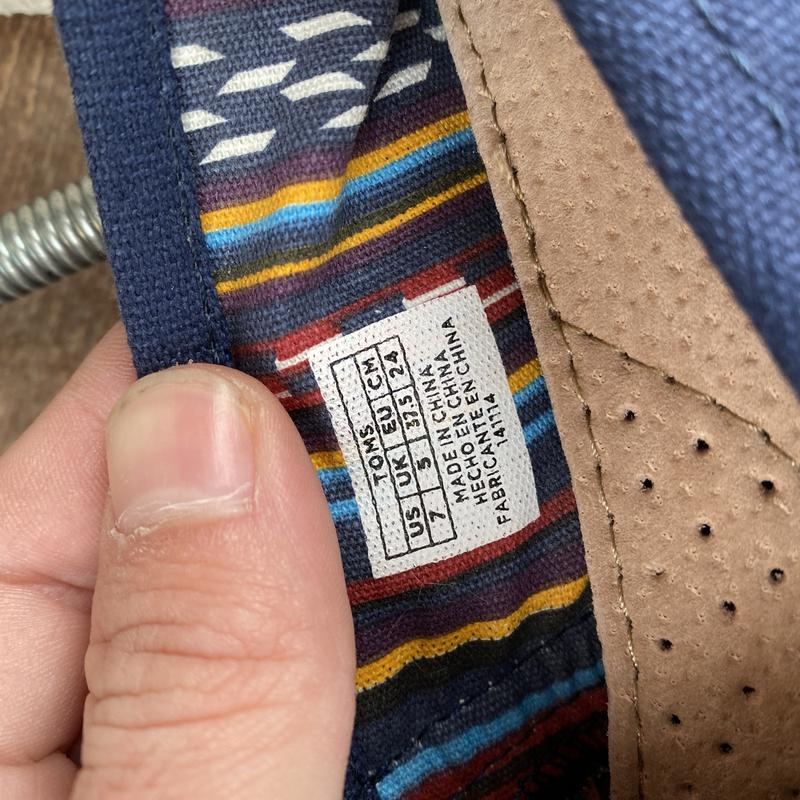 TOMS.
US UK EU CM
7 5 37.5 24
MADE IN CHINA
HECHO EN CHINA
FABRICANTE EN CHINA
141114